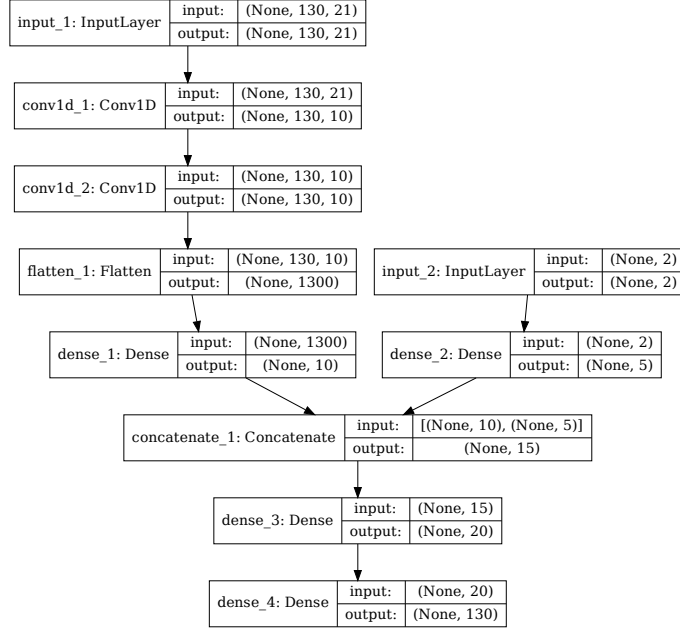 input_1: InputLayer
input: (None, 130, 21)
output: (None, 130, 21)
conv1d_1: Conv1D
input: (None, 130, 21)
output: (None, 130, 10)
conv1d_2: Conv1D
input: (None, 130, 10)
output: (None, 130, 10)
flatten_1: Flatten
input: (None, 130, 10)
output: (None, 1300)
input_2: InputLayer
input: (None, 2)
output: (None, 2)
dense_1: Dense
input: (None, 1300)
output: (None, 10)
dense_2: Dense
input: (None, 2)
output: (None, 5)
concatenate_1: Concatenate
input: [(None, 10), (None, 5)]
output: (None, 15)
dense_3: Dense
input: (None, 15)
output: (None, 20)
dense_4: Dense
input: (None, 20)
output: (None, 130)